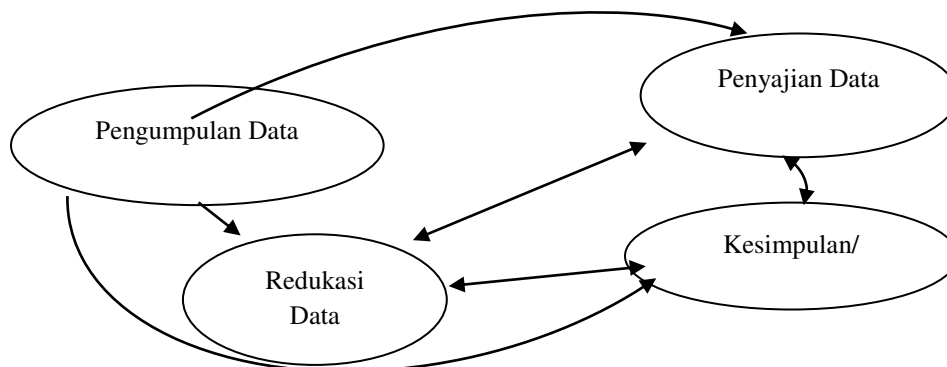 Penyajian Data
Pengumpulan Data
Kesimpulan/
Redukasi
Data